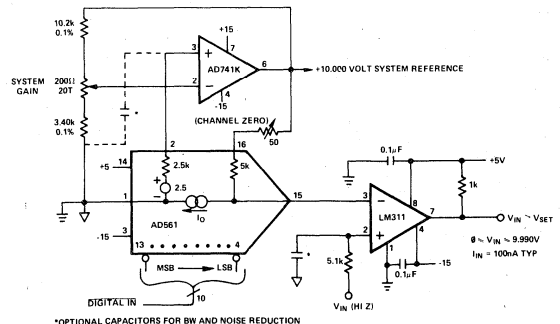 10.2k
0.1%
+15
3
+
7
AD741K
6
+10.000 VOLT SYSTEM REFERENCE
SYSTEM
GAIN
200Ω
20T
2
−
4
-15
*
(CHANNEL ZERO)
50
3.40k
0.1%
2
16
0.1μF
+5V
+5
14
2.5k
5k
1k
+
2.5
−
1
15
3
−
8
IO
LM311
7
VIN ~ VSET
AD561
2
+
4
1
-15
3
-15
*
5.1k
0.1μF
Ø ~ VIN ~ 9.990V
IIN = 100nA TYP
13
4
MSB → LSB
10
VIN (HI Z)
DIGITAL IN
*OPTIONAL CAPACITORS FOR BW AND NOISE REDUCTION